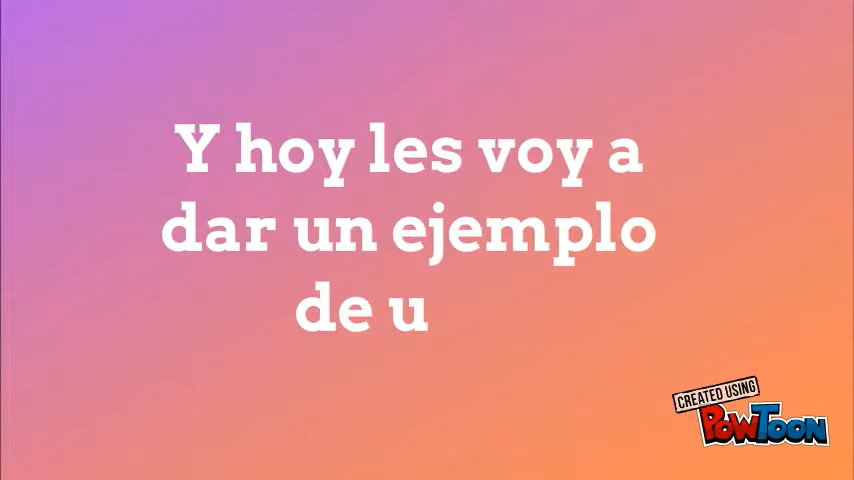 Y hoy les voy a
dar un ejemplo
de u
CREATED USING
POWTOON